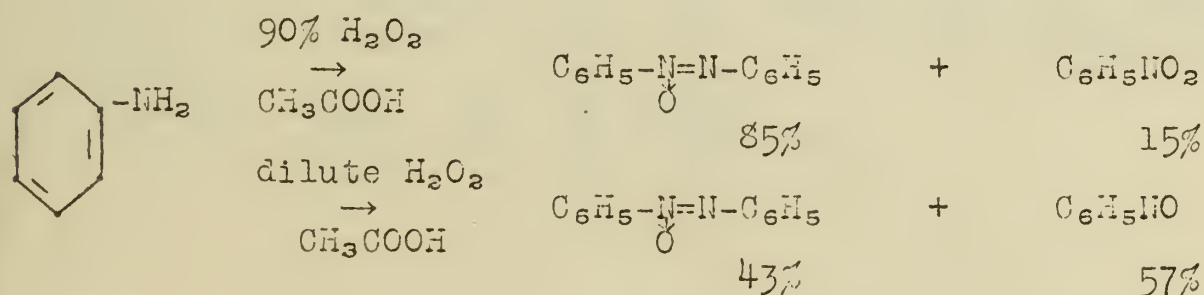 90% H₂O₂
→
CH₃COOH
-NH₂
C₆H₅-N=N-C₆H₅ + C₆H₅NO₂
O
85% 15%
dilute H₂O₂
→
CH₃COOH
C₆H₅-N=N-C₆H₅ + C₆H₅NO
O
43% 57%